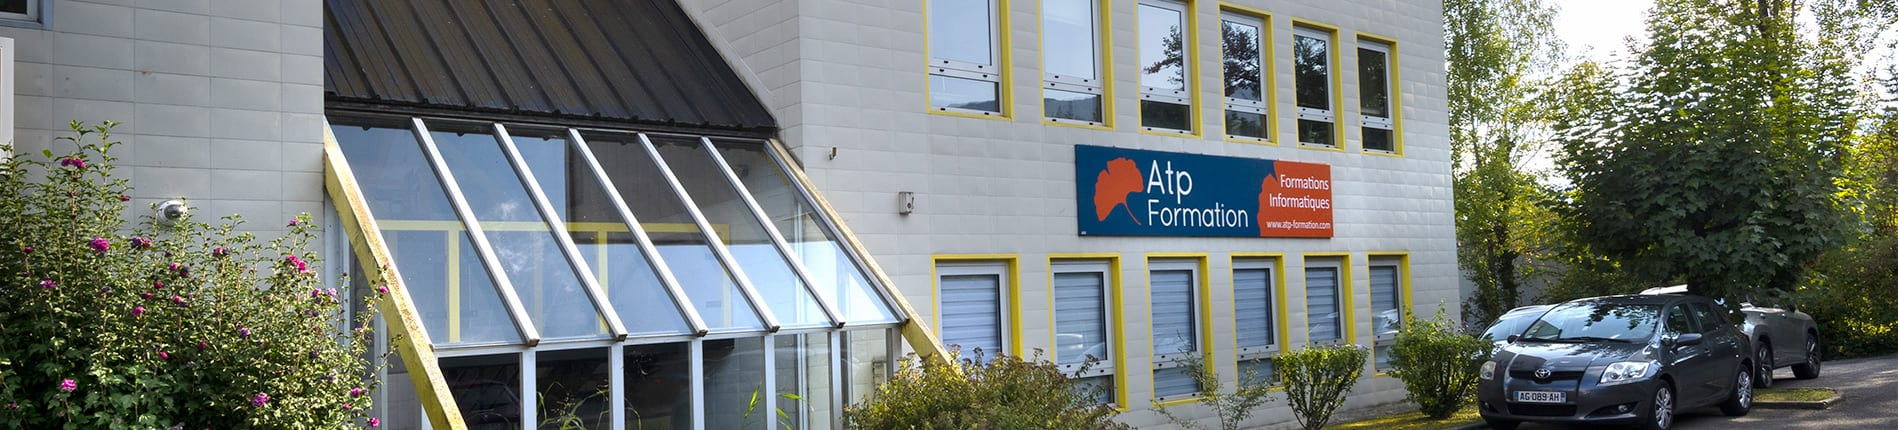 Atp
Formation
Formations
Informatiques
www.atp-formation.com
AG 089 AH